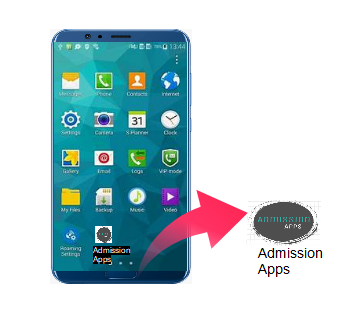 13:44
Messages
Phone
Contacts
Internet
Settings
Camera
31
S Planner
Clock
Gallery
Email
Logs
VIP mode
My Files
Backup
Music
Video
Roaming
Settings
Admission
Apps
ADMISSION
APPS
Admission
Apps